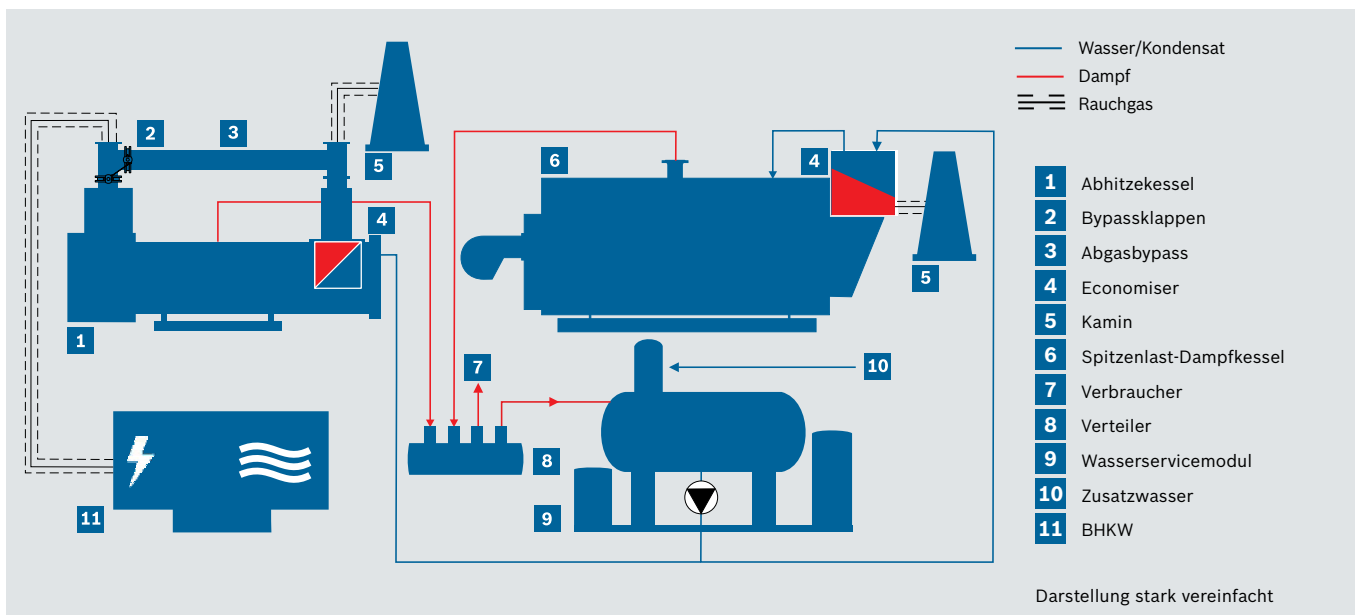 Wasser/Kondensat
Dampf
Rauchgas
2
3
5
6
4
4
5
1
7
10
8
9
11
1 Abhitzekessel
2 Bypassklappen
3 Abgasbypass
4 Economiser
5 Kamin
6 Spitzenlast-Dampfkessel
7 Verbraucher
8 Verteiler
9 Wasserservicemodul
10 Zusatzwasser
11 BHKW
Darstellung stark vereinfacht